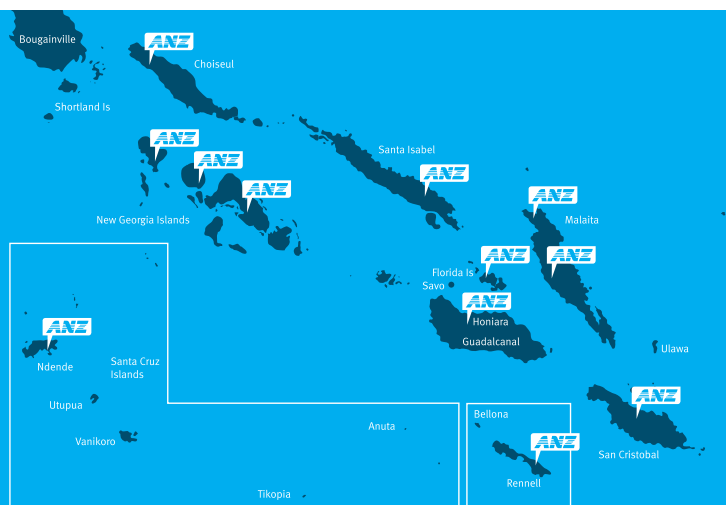 Bougainville
ANZ
Choiseul
Shortland Is
ANZ
ANZ
Santa Isabel
ANZ
ANZ
ANZ
New Georgia Islands
Malaita
ANZ
ANZ
Florida Is
Savo
ANZ
Honiara
Guadalcanal
ANZ
Ulawa
Ndende
Santa Cruz
Islands
Utupua
ANZ
Bellona
Anuta
Vanikoro
ANZ
San Cristobal
Rennell
Tikopia